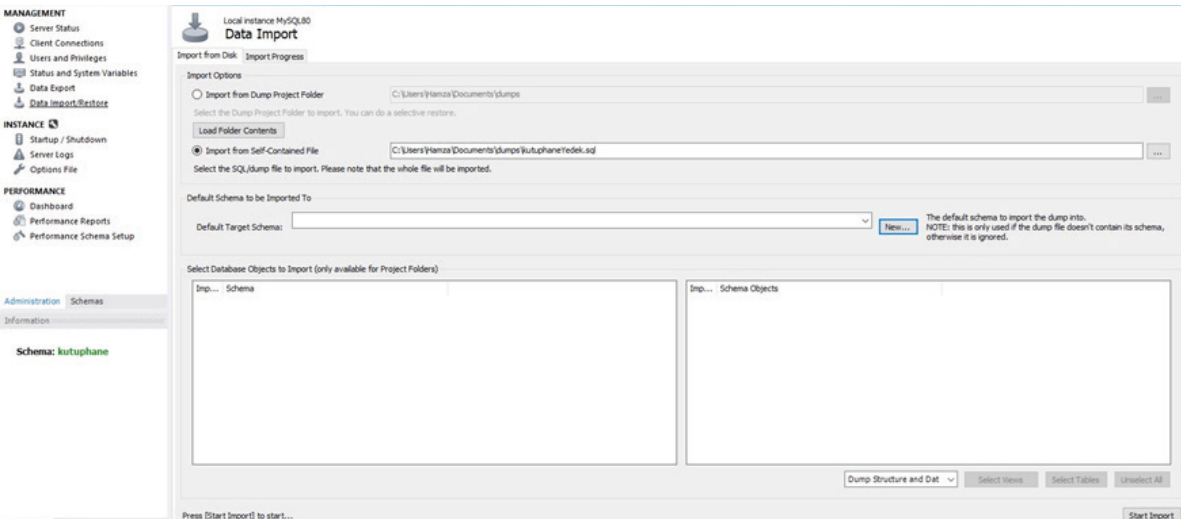 MANAGEMENT
Server Status
Client Connections
Users and Privileges
Status and System Variables
Data Export
Data Import/Restore
INSTANCE
Startup / Shutdown
Server Logs
Options File
PERFORMANCE
Dashboard
Performance Reports
Performance Schema Setup
Administration Schemas
Information
Schema: kutuphane
Local instance MySQL80
Data Import
Import from Disk Import Progress
Import Options
Import from Dump Project Folder C:\Users\Hamza\Documents\dumps ...
Select the Dump Project Folder to import. You can do a selective restore.
Load Folder Contents
Import from Self-Contained File C:\Users\Hamza\Documents\dumps\kutuphaneYedek.sql ...
Select the SQL/dump file to import. Please note that the whole file will be imported.
Default Schema to be Imported To
Default Target Schema: New...
The default schema to import the dump into.
NOTE: this is only used if the dump file doesn't contain its schema,
otherwise it is ignored.
Select Database Objects to Import (only available for Project Folders)
Imp... Schema
Imp... Schema Objects
Dump Structure and Dat Select Views Select Tables Unselect All
Press [Start Import] to start... Start Import